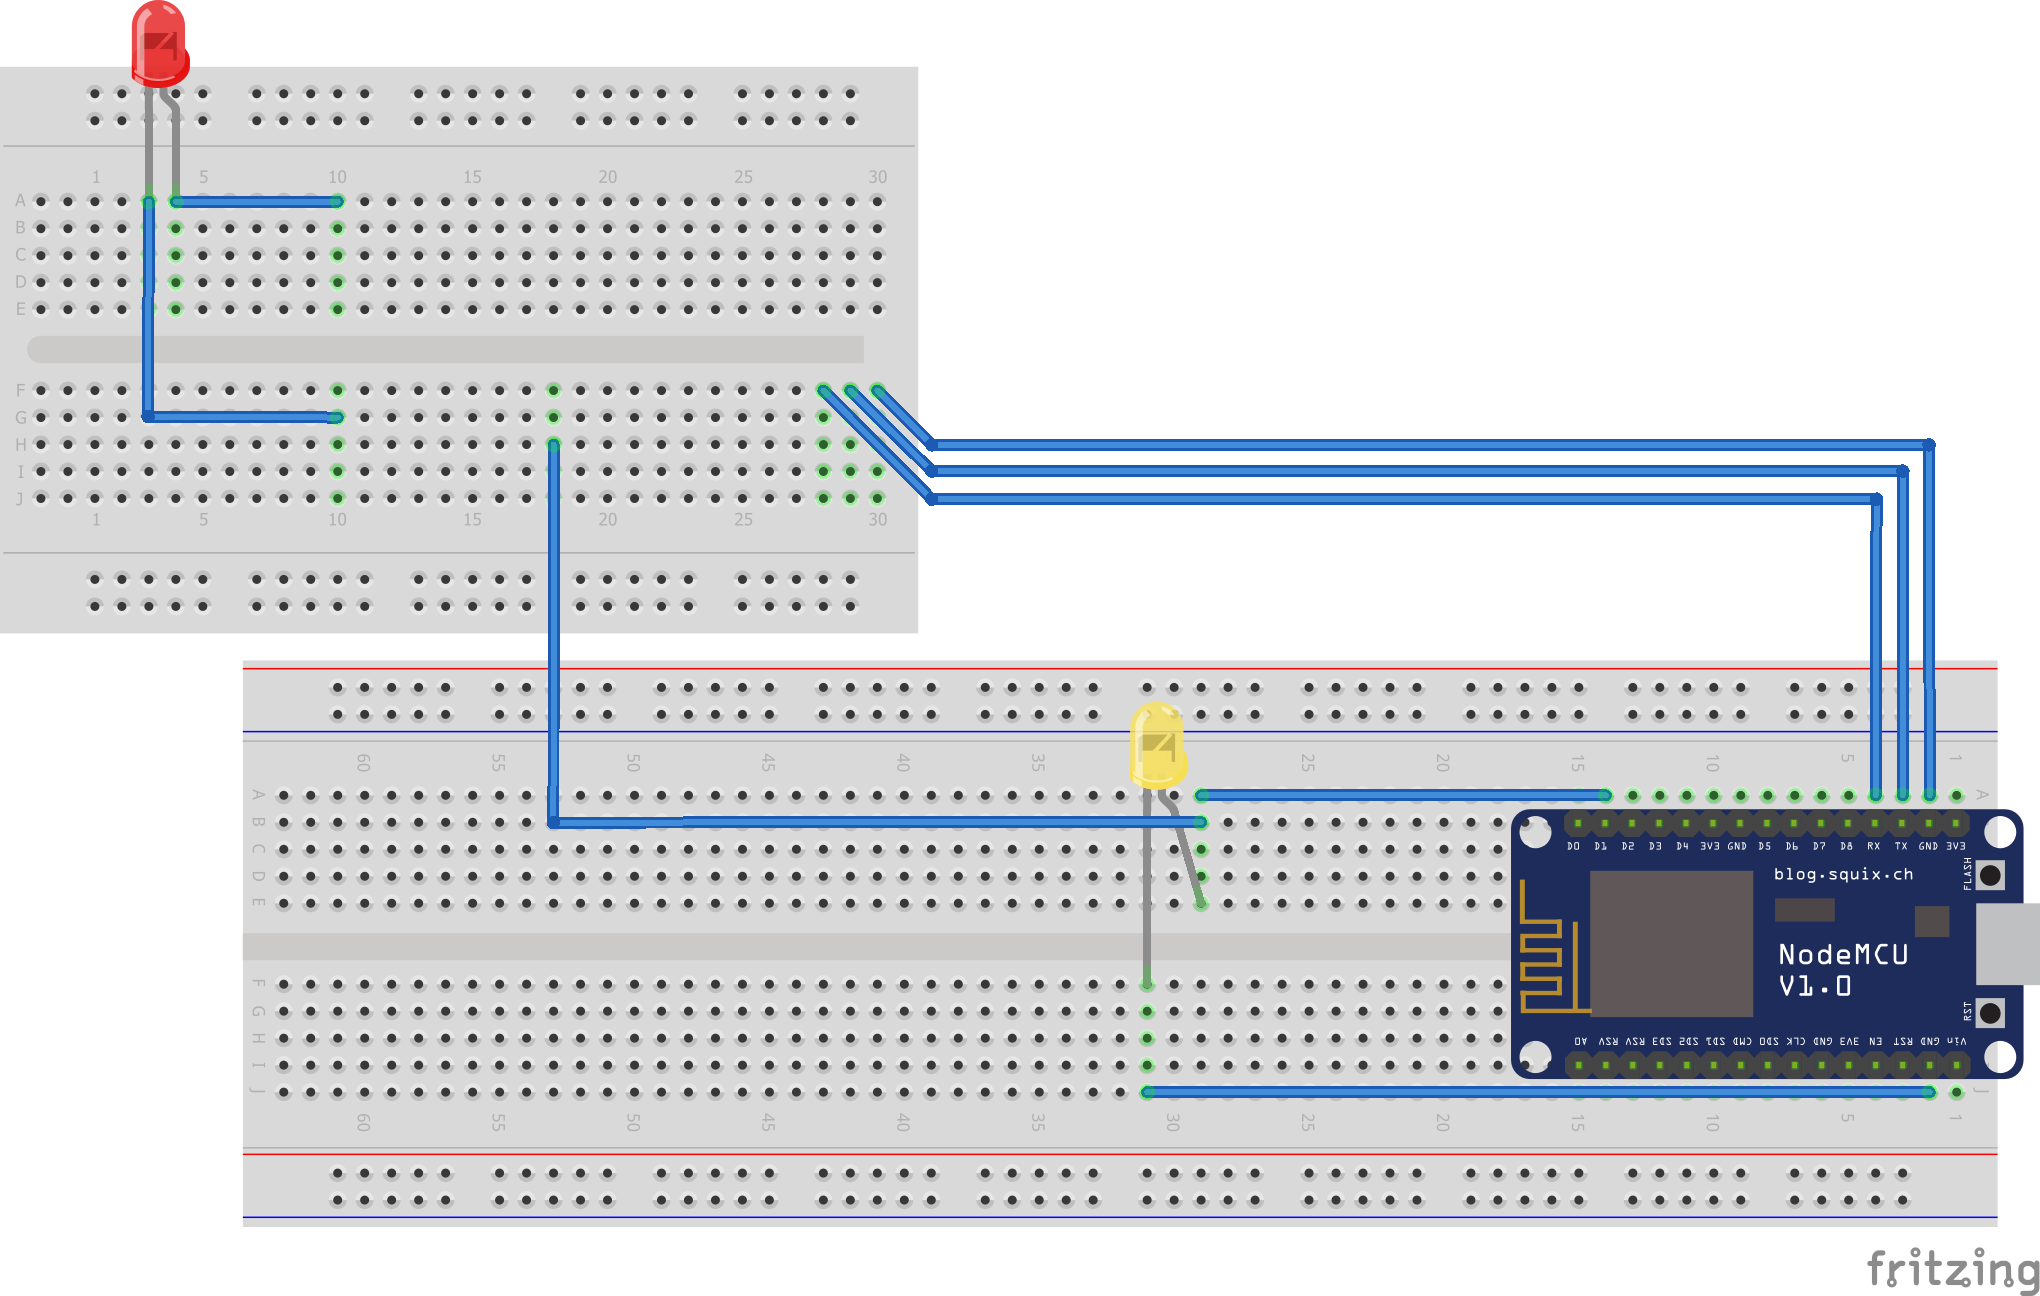 1 5 10 15 20 25 30
A
B
C
D
E
F
G
H
I
J
1 5 10 15 20 25 30
60 55 50 45 40 35 25 20 15 10 5 1
A A
B
C
D
E
D0 D1 D2 D3 D4 3V3 GND D5 D6 D7 D8 RX TX GND 3V3
FLASH
blog.squix.ch
NodeMCU
V1.0
RST
F
G
H
I
J J
A0 RSV RSV SD3 SD2 SD1 CMD SD0 CLK GND 3V3 EN RST GND Vin
60 55 50 45 40 35 30 25 20 15 10 5 1
fritzing